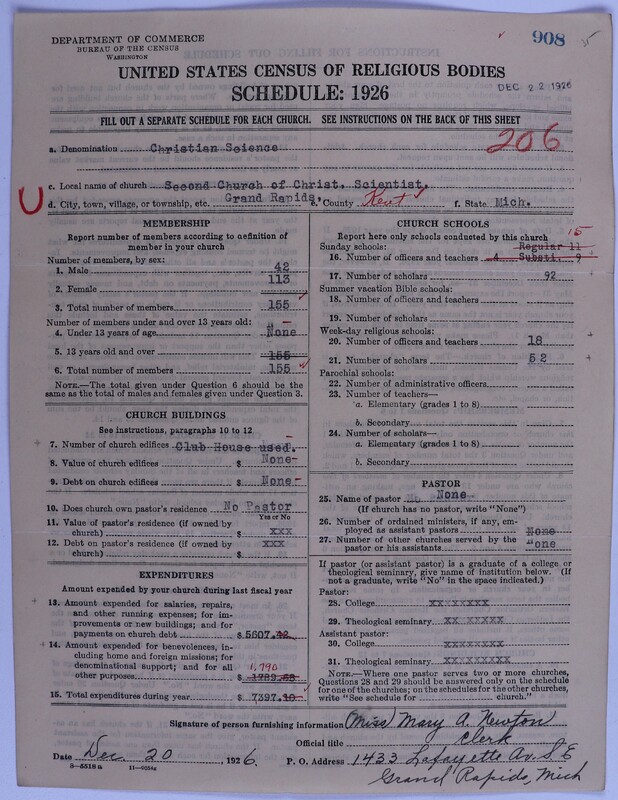 DEPARTMENT OF COMMERCE
BUREAU OF THE CENSUS
WASHINGTON
908
UNITED STATES CENSUS OF RELIGIOUS BODIES
SCHEDULE: 1926
DEC 22 1926
FILL OUT A SEPARATE SCHEDULE FOR EACH CHURCH. SEE INSTRUCTIONS ON THE BACK OF THIS SHEET
206
a. Denomination Christian Science
c. Local name of church Second Church of Christ, Scientist,
d. City, town, village, or township, etc. Grand Rapids, e. County Kent f. State Mich.
MEMBERSHIP
Report number of members according to definition of
member in your church
Number of members, by sex:
1. Male 42
2. Female 113
3. Total number of members 155
Number of members under and over 13 years old:
4. Under 13 years of age None
5. 13 years old and over 155
6. Total number of members 155
NOTE.—The total given under Question 6 should be
same as the total of males and females given under Question 3.
CHURCH BUILDINGS
See instructions, paragraphs 10 to 12
7. Number of church edifices Club House used.
8. Value of church edifices $ None
9. Debt on church edifices $ None
10. Does church own pastor's residence No Pastor
Yes or No
11. Value of pastor's residence (if owned by
church) $ xxx
12. Debt on pastor's residence (if owned by
church) $ xxx
EXPENDITURES
Amount expended by your church during last fiscal year
13. Amount expended for salaries, repairs,
and other running expenses; for im-
provements or new buildings; and for
payments on church debt $ 5607.42
14. Amount expended for benevolences, in-
cluding home and foreign missions; for
denominational support; and for all 1,790
other purposes $ 1789.68
15. Total expenditures during year $ 7397.10
CHURCH SCHOOLS
Report here only schools conducted by this church 15
Sunday schools: Regular 11
16. Number of officers and teachers 4 Substi. 9
17. Number of scholars 92
Summer vacation Bible schools:
18. Number of officers and teachers
19. Number of scholars
Week-day religious schools:
20. Number of officers and teachers 18
21. Number of scholars 52
Parochial schools:
22. Number of administrative officers
23. Number of teachers—
a. Elementary (grades 1 to 8)
b. Secondary
24. Number of scholars—
a. Elementary (grades 1 to 8)
b. Secondary
PASTOR
25. Name of pastor None
(If church has no pastor, write "None")
26. Number of ordained ministers, if any, em-
ployed as assistant pastors None
27. Number of other churches served by the
pastor or his assistants None
If pastor (or assistant pastor) is a graduate of a college or
theological seminary, give name of institution below. (If
not a graduate, write "No" in the space indicated.)
Pastor:
28. College xx xxxxxx
29. Theological seminary xx xxxxxx
Assistant pastor:
30. College xxxxxxxx
31. Theological seminary xxxxxxxxx
NOTE.—Where one pastor serves two or more churches,
Questions 28 and 29 should be answered only on the schedule
for one of the churches; on the schedules for the other churches,
write "See schedule for church."
Signature of person furnishing information (Miss) Mary A. Newton
Official title Clerk
Date Dec. 20, 1926. P. O. Address 1433 Lafayette Av. S E
Grand Rapids, Mich
8—5518 a 11—9054a